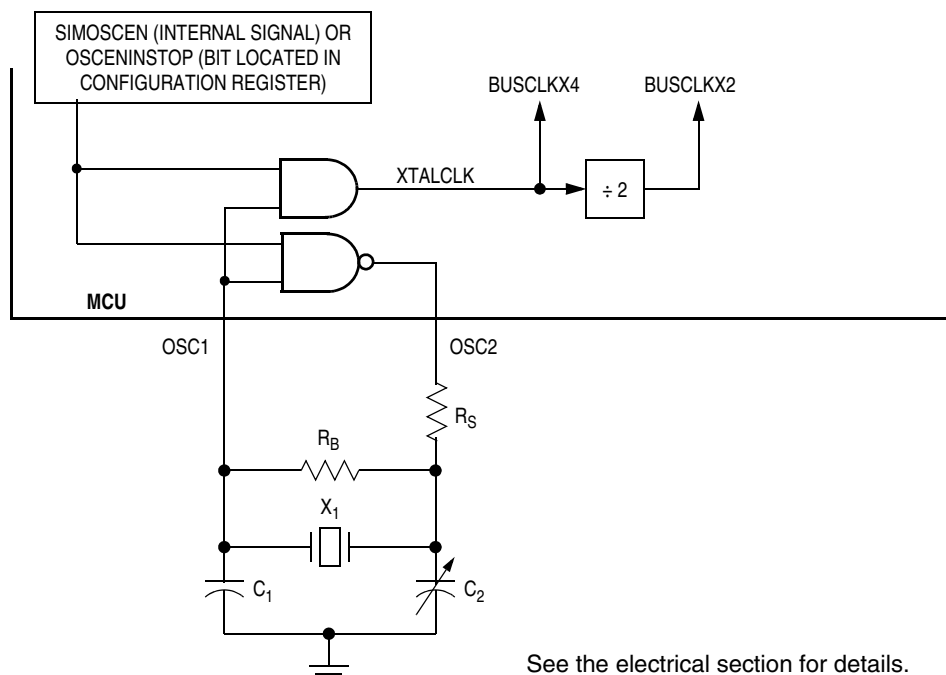 SIMOSCEN (INTERNAL SIGNAL) OR
OSCENINSTOP (BIT LOCATED IN
CONFIGURATION REGISTER)
BUSCLKX4
BUSCLKX2
XTALCLK
÷ 2
MCU
OSC1
OSC2
RS
RB
X1
C1
C2
See the electrical section for details.